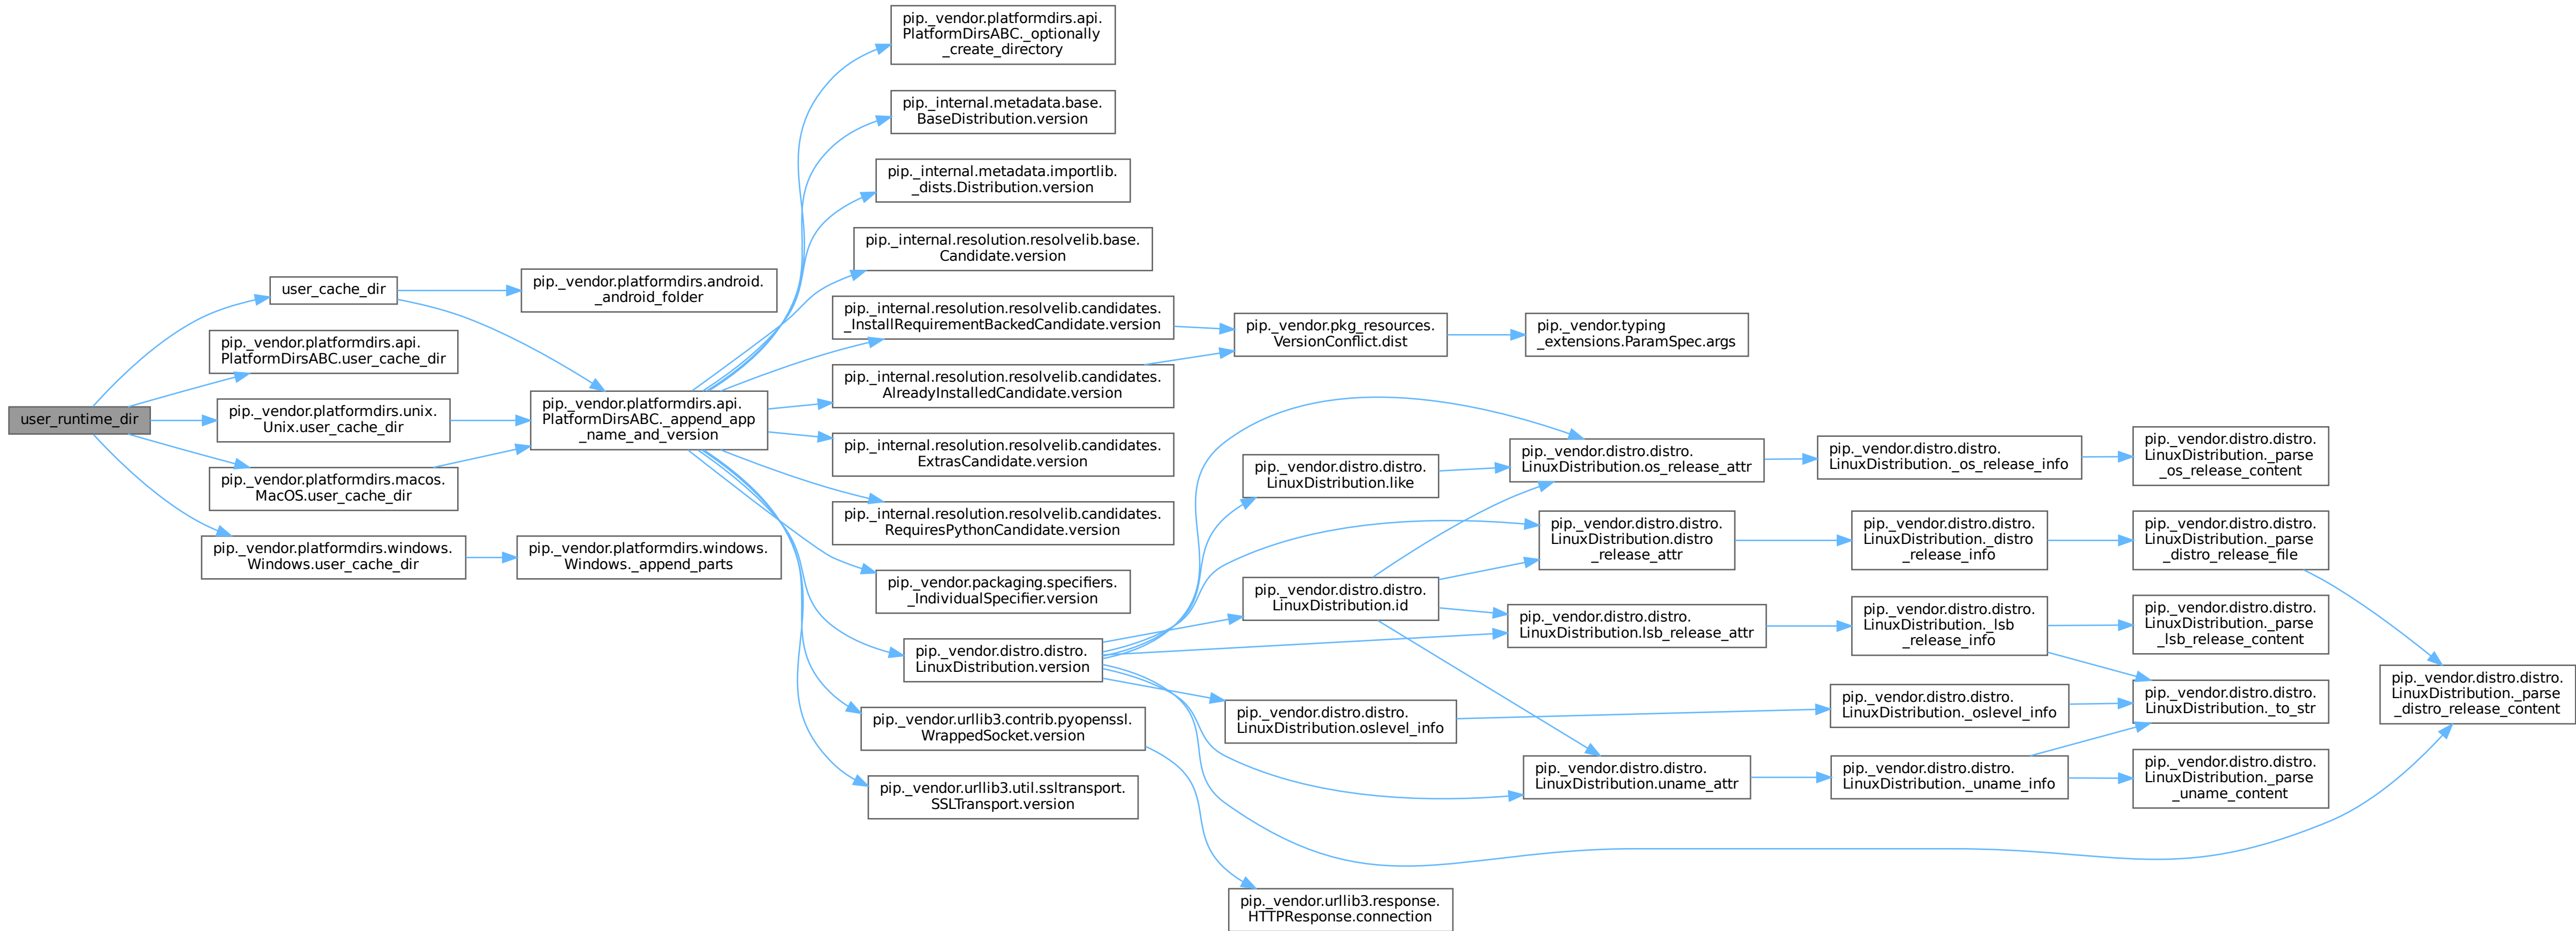 user_runtime_dir
user_cache_dir
pip._vendor.platformdirs.api.
PlatformDirsABC.user_cache_dir
pip._vendor.platformdirs.unix.
Unix.user_cache_dir
pip._vendor.platformdirs.macos.
MacOS.user_cache_dir
pip._vendor.platformdirs.windows.
Windows.user_cache_dir
pip._vendor.platformdirs.android.
_android_folder
pip._vendor.platformdirs.api.
PlatformDirsABC._append_app
_name_and_version
pip._vendor.platformdirs.windows.
Windows._append_parts
pip._vendor.platformdirs.api.
PlatformDirsABC._optionally
_create_directory
pip._internal.metadata.base.
BaseDistribution.version
pip._internal.metadata.importlib.
_dists.Distribution.version
pip._internal.resolution.resolvelib.base.
Candidate.version
pip._internal.resolution.resolvelib.candidates.
_InstallRequirementBackedCandidate.version
pip._internal.resolution.resolvelib.candidates.
AlreadyInstalledCandidate.version
pip._internal.resolution.resolvelib.candidates.
ExtrasCandidate.version
pip._internal.resolution.resolvelib.candidates.
RequiresPythonCandidate.version
pip._vendor.packaging.specifiers.
_IndividualSpecifier.version
pip._vendor.distro.distro.
LinuxDistribution.version
pip._vendor.urllib3.contrib.pyopenssl.
WrappedSocket.version
pip._vendor.urllib3.util.ssltransport.
SSLTransport.version
pip._vendor.pkg_resources.
VersionConflict.dist
pip._vendor.distro.distro.
LinuxDistribution.like
pip._vendor.distro.distro.
LinuxDistribution.id
pip._vendor.distro.distro.
LinuxDistribution.oslevel_info
pip._vendor.urllib3.response.
HTTPResponse.connection
pip._vendor.typing
_extensions.ParamSpec.args
pip._vendor.distro.distro.
LinuxDistribution.os_release_attr
pip._vendor.distro.distro.
LinuxDistribution.distro
_release_attr
pip._vendor.distro.distro.
LinuxDistribution.lsb_release_attr
pip._vendor.distro.distro.
LinuxDistribution.uname_attr
pip._vendor.distro.distro.
LinuxDistribution._os_release_info
pip._vendor.distro.distro.
LinuxDistribution._distro
_release_info
pip._vendor.distro.distro.
LinuxDistribution._lsb
_release_info
pip._vendor.distro.distro.
LinuxDistribution._oslevel_info
pip._vendor.distro.distro.
LinuxDistribution._uname_info
pip._vendor.distro.distro.
LinuxDistribution._parse
_os_release_content
pip._vendor.distro.distro.
LinuxDistribution._parse
_distro_release_file
pip._vendor.distro.distro.
LinuxDistribution._parse
_lsb_release_content
pip._vendor.distro.distro.
LinuxDistribution._to_str
pip._vendor.distro.distro.
LinuxDistribution._parse
_uname_content
pip._vendor.distro.distro.
LinuxDistribution._parse
_distro_release_content